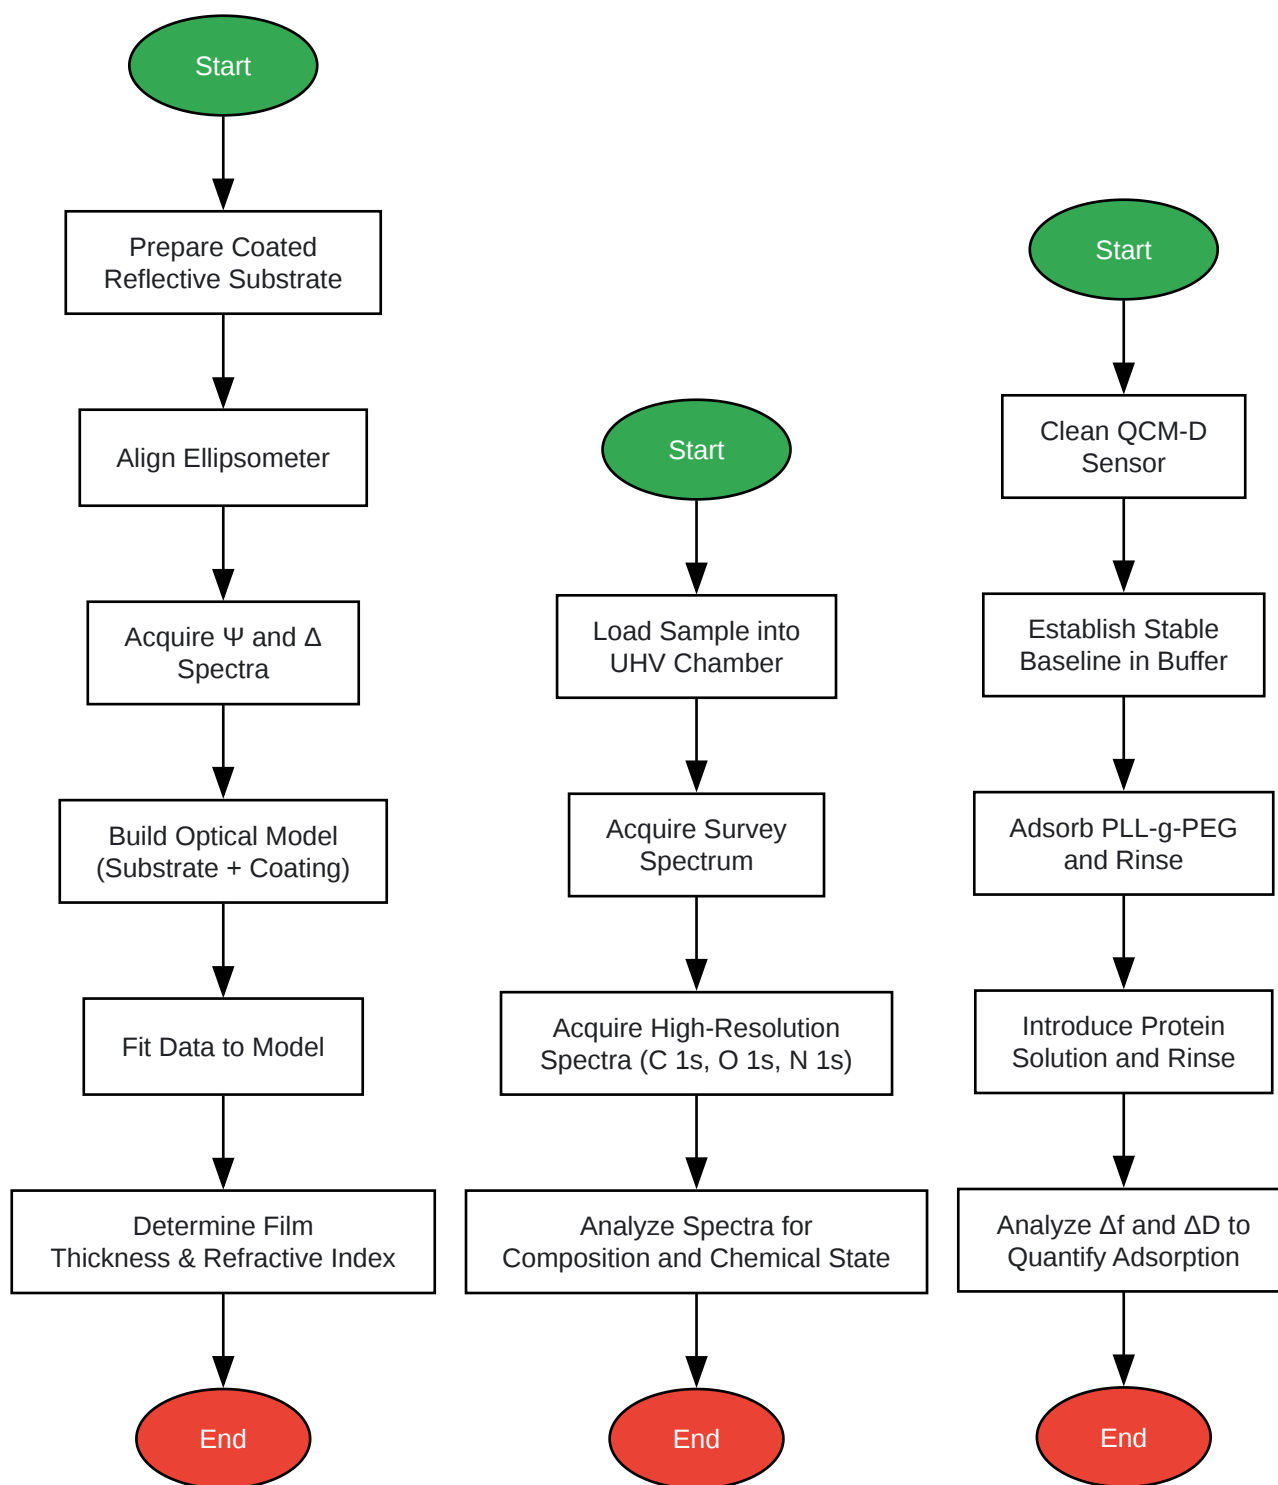 Start
Prepare Coated
Reflective Substrate
Align Ellipsometer
Acquire Ψ and Δ
Spectra
Build Optical Model
(Substrate + Coating)
Fit Data to Model
Determine Film
Thickness & Refractive Index
End
Start
Load Sample into
UHV Chamber
Acquire Survey
Spectrum
Acquire High-Resolution
Spectra (C 1s, O 1s, N 1s)
Analyze Spectra for
Composition and Chemical State
End
Start
Clean QCM-D
Sensor
Establish Stable
Baseline in Buffer
Adsorb PLL-g-PEG
and Rinse
Introduce Protein
Solution and Rinse
Analyze Δf and ΔD to
Quantify Adsorption
End